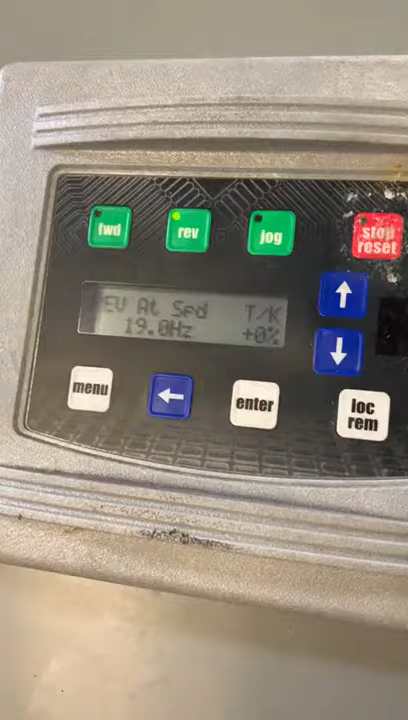 fwd
rev
jog
stop
reset
EV At Spd T/K
19.0Hz +0%
menu
enter
loc
rem